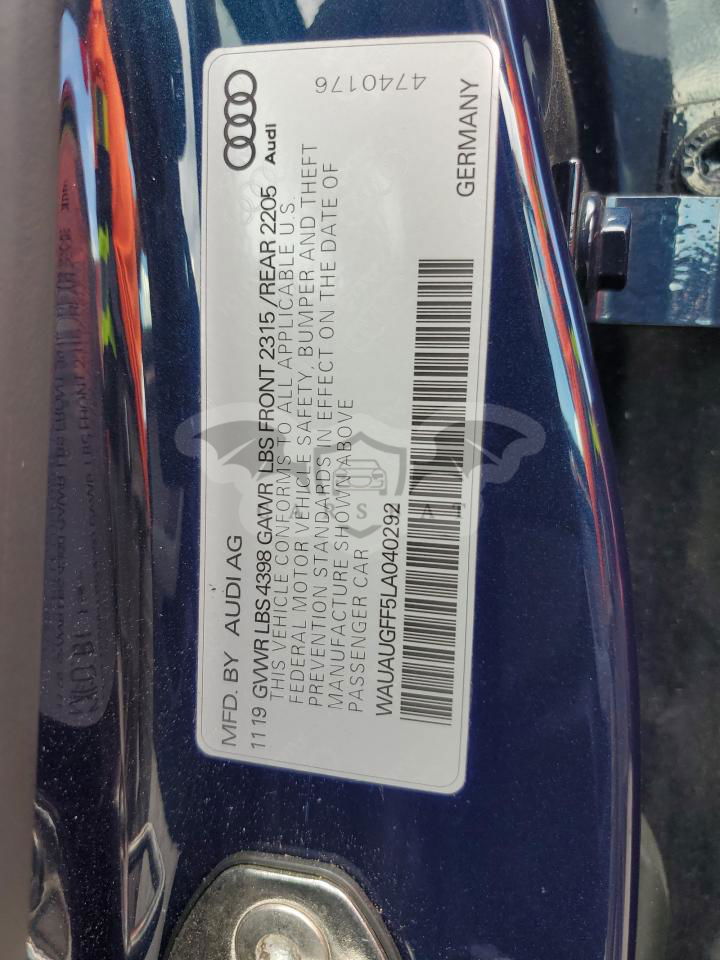 MFD. BY AUDI AG
11 19 GVWR LBS 4398 GAWR LBS FRONT 2315 / REAR 2205
THIS VEHICLE CONFORMS TO ALL APPLICABLE U.S.
FEDERAL MOTOR VEHICLE SAFETY, BUMPER AND THEFT
PREVENTION STANDARDS IN EFFECT ON THE DATE OF
MANUFACTURE SHOWN ABOVE
PASSENGER CAR
WAUAUGFF5LA040292
Audi
4740176
GERMANY